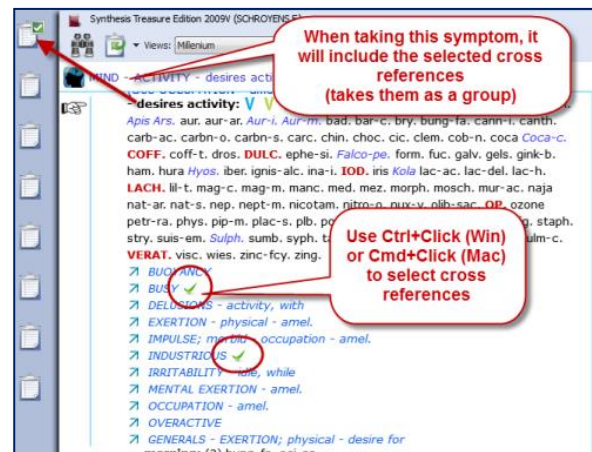 Synthesis Treasure Edition 2009V (SCHROYENS F)
Views: Millenium
When taking this symptom, it
will include the selected cross
references
(takes them as a group)
MIND - ACTIVITY - desires acti
- desires activity: V V
Apis Ars. aur. aur-ar. Aur-i. Aur-m. bad. bar-c. bry. bung-fa. cann-i. canth.
carb-ac. carbn-o. carbn-s. carc. chin. choc. cic. clem. cob-n. coca Coca-c.
COFF. coff-t. dros. DULC. ephe-si. Falco-pe. form. fuc. galv. gels. gink-b.
ham. hura Hyos. iber. ignis-alc. ina-i. IOD. iris Kola lac-ac. lac-del. lac-h.
LACH. lil-t. mag-c. mag-m. manc. med. mez. morph. mosch. mur-ac. naja
nat-ar. nat-s. nep. nept-m. nicotam. nitro-o. nux-v. olib-sac. OP. ozone
petr-ra. phys. pip-m. plac-s. plb. staph.
stry. suis-em. Sulph. sumb. syph. ulm-c.
VERAT. visc. wies. zinc-fcy. zing.
Use Ctrl+Click (Win)
or Cmd+Click (Mac)
to select cross
references
BUOYANCY
BUSY
DELUSIONS - activity, with
EXERTION - physical - amel.
IMPULSE; morbid - occupation - amel.
INDUSTRIOUS
IRRITABILITY - idle, while
MENTAL EXERTION - amel.
OCCUPATION - amel.
OVERACTIVE
GENERALS - EXERTION; physical - desire for